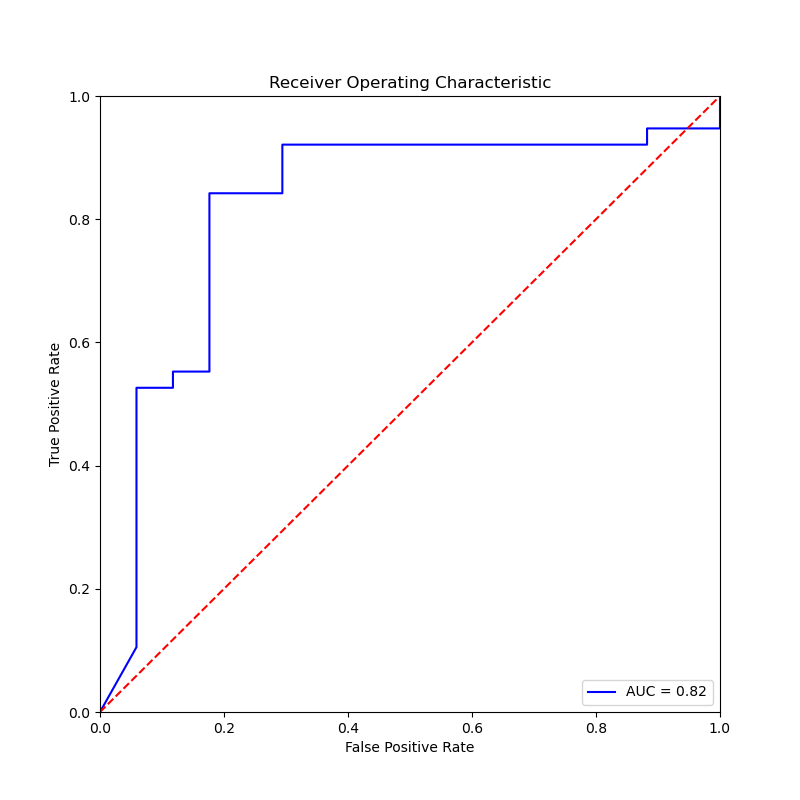 Receiver Operating Characteristic
1.0
0.8
0.6
0.4
0.2
0.0
True Positive Rate
AUC = 0.82
0.0 0.2 0.4 0.6 0.8 1.0
False Positive Rate